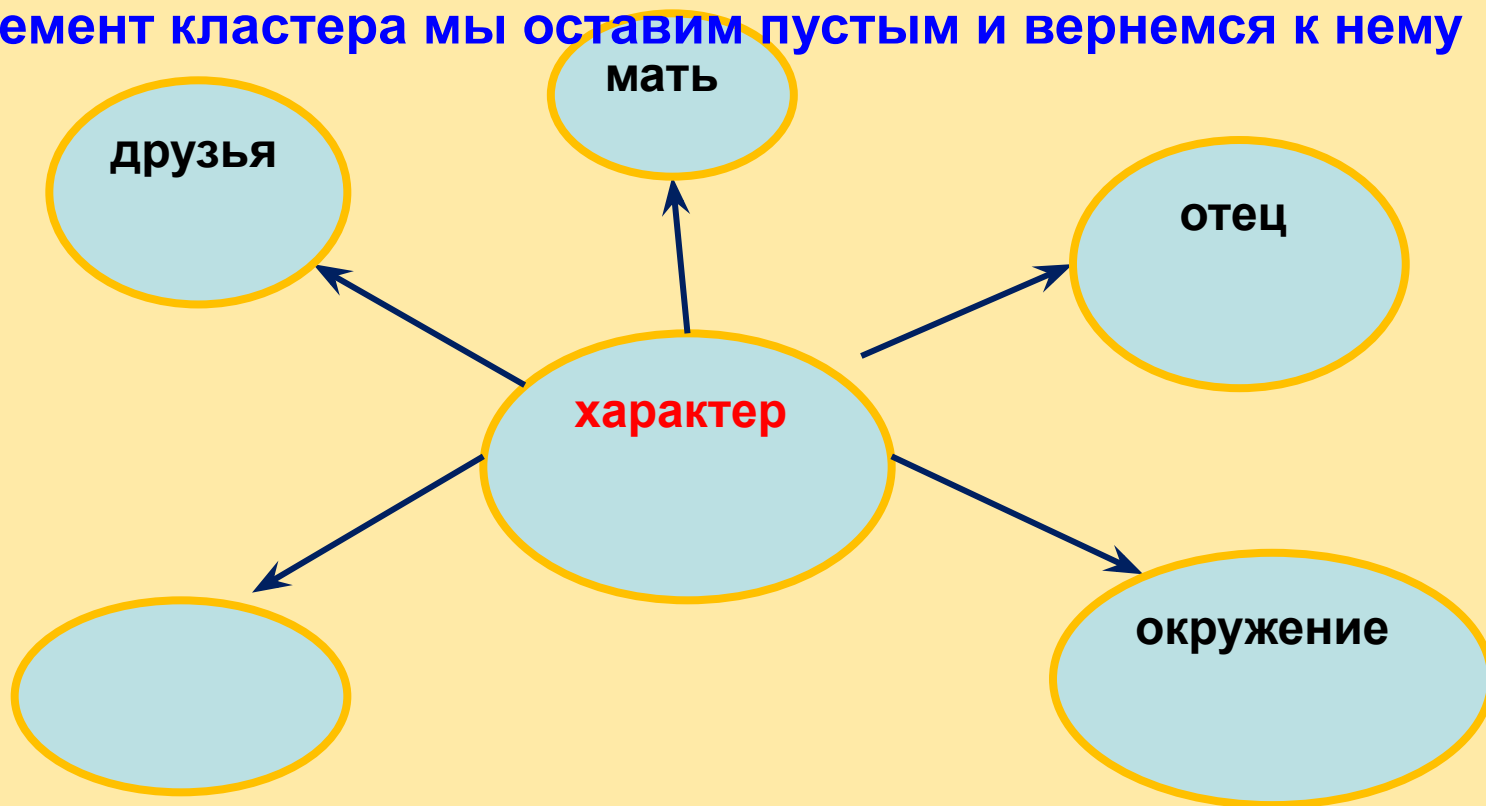 емент кластера мы оставим пустым и вернемся к нему
мать
друзья
отец
характер
окружение